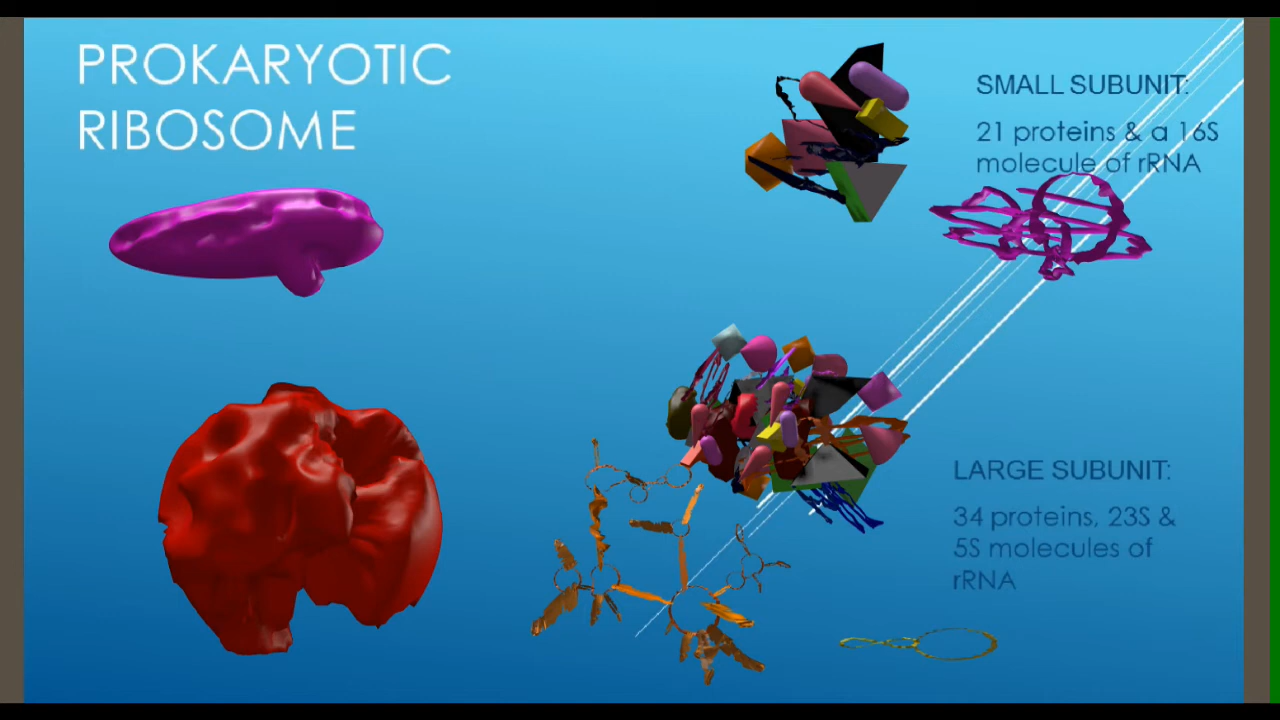 PROKARYOTIC
RIBOSOME
SMALL SUBUNIT:
21 proteins & a 16S
molecule of rRNA
LARGE SUBUNIT:
34 proteins, 23S &
5S molecules of
rRNA